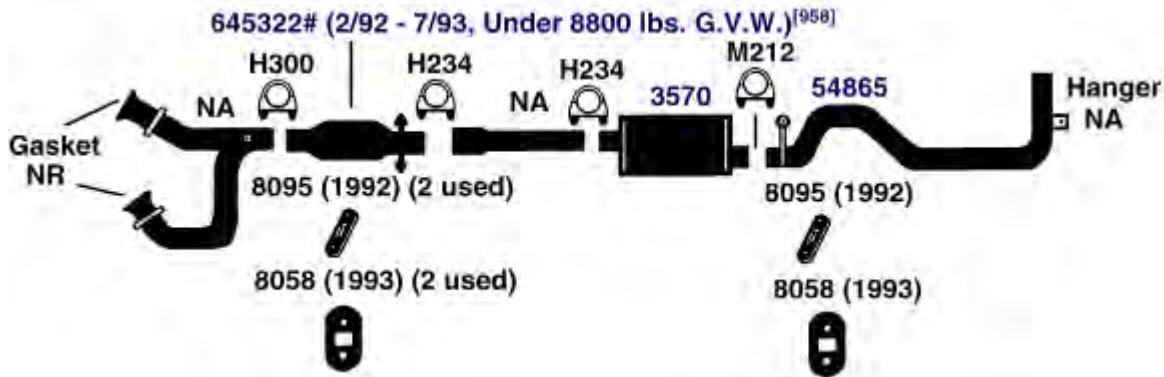 645322# (2/92 - 7/93, Under 8800 lbs. G.V.W.)[958]
H300
H234
H234
M212
NA
NA
3570
54865
Hanger
NA
Gasket
NR
8095 (1992) (2 used)
8095 (1992)
8058 (1993) (2 used)
8058 (1993)